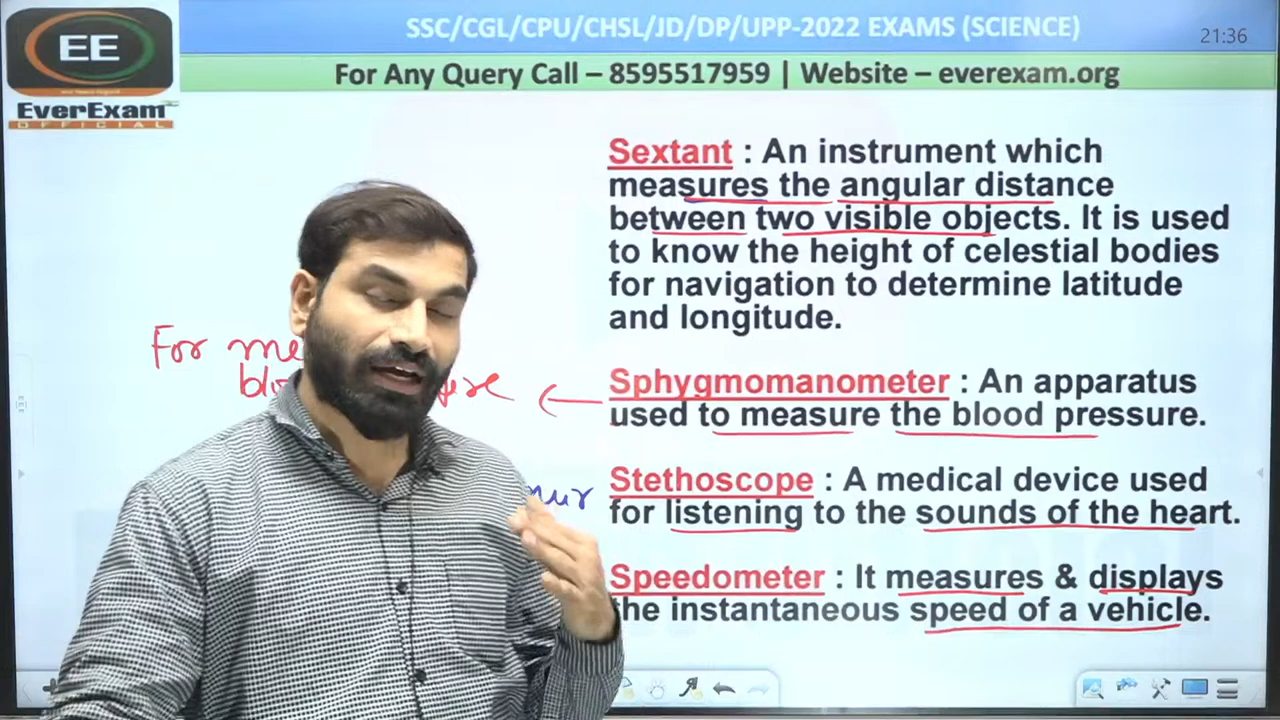 SSC/CGL/CPU/CHSL/JD/DP/UPP-2022 EXAMS (SCIENCE)
21:36
For Any Query Call – 8595517959 | Website – everexam.org
EE
EverExam
OFFICIAL
Sextant : An instrument which
measures the angular distance
between two visible objects. It is used
to know the height of celestial bodies
for navigation to determine latitude
and longitude.
For
Sphygmomanometer : An apparatus
used to measure the blood pressure.
Stethoscope : A medical device used
for listening to the sounds of the heart.
Speedometer : It measures & displays
the instantaneous speed of a vehicle.